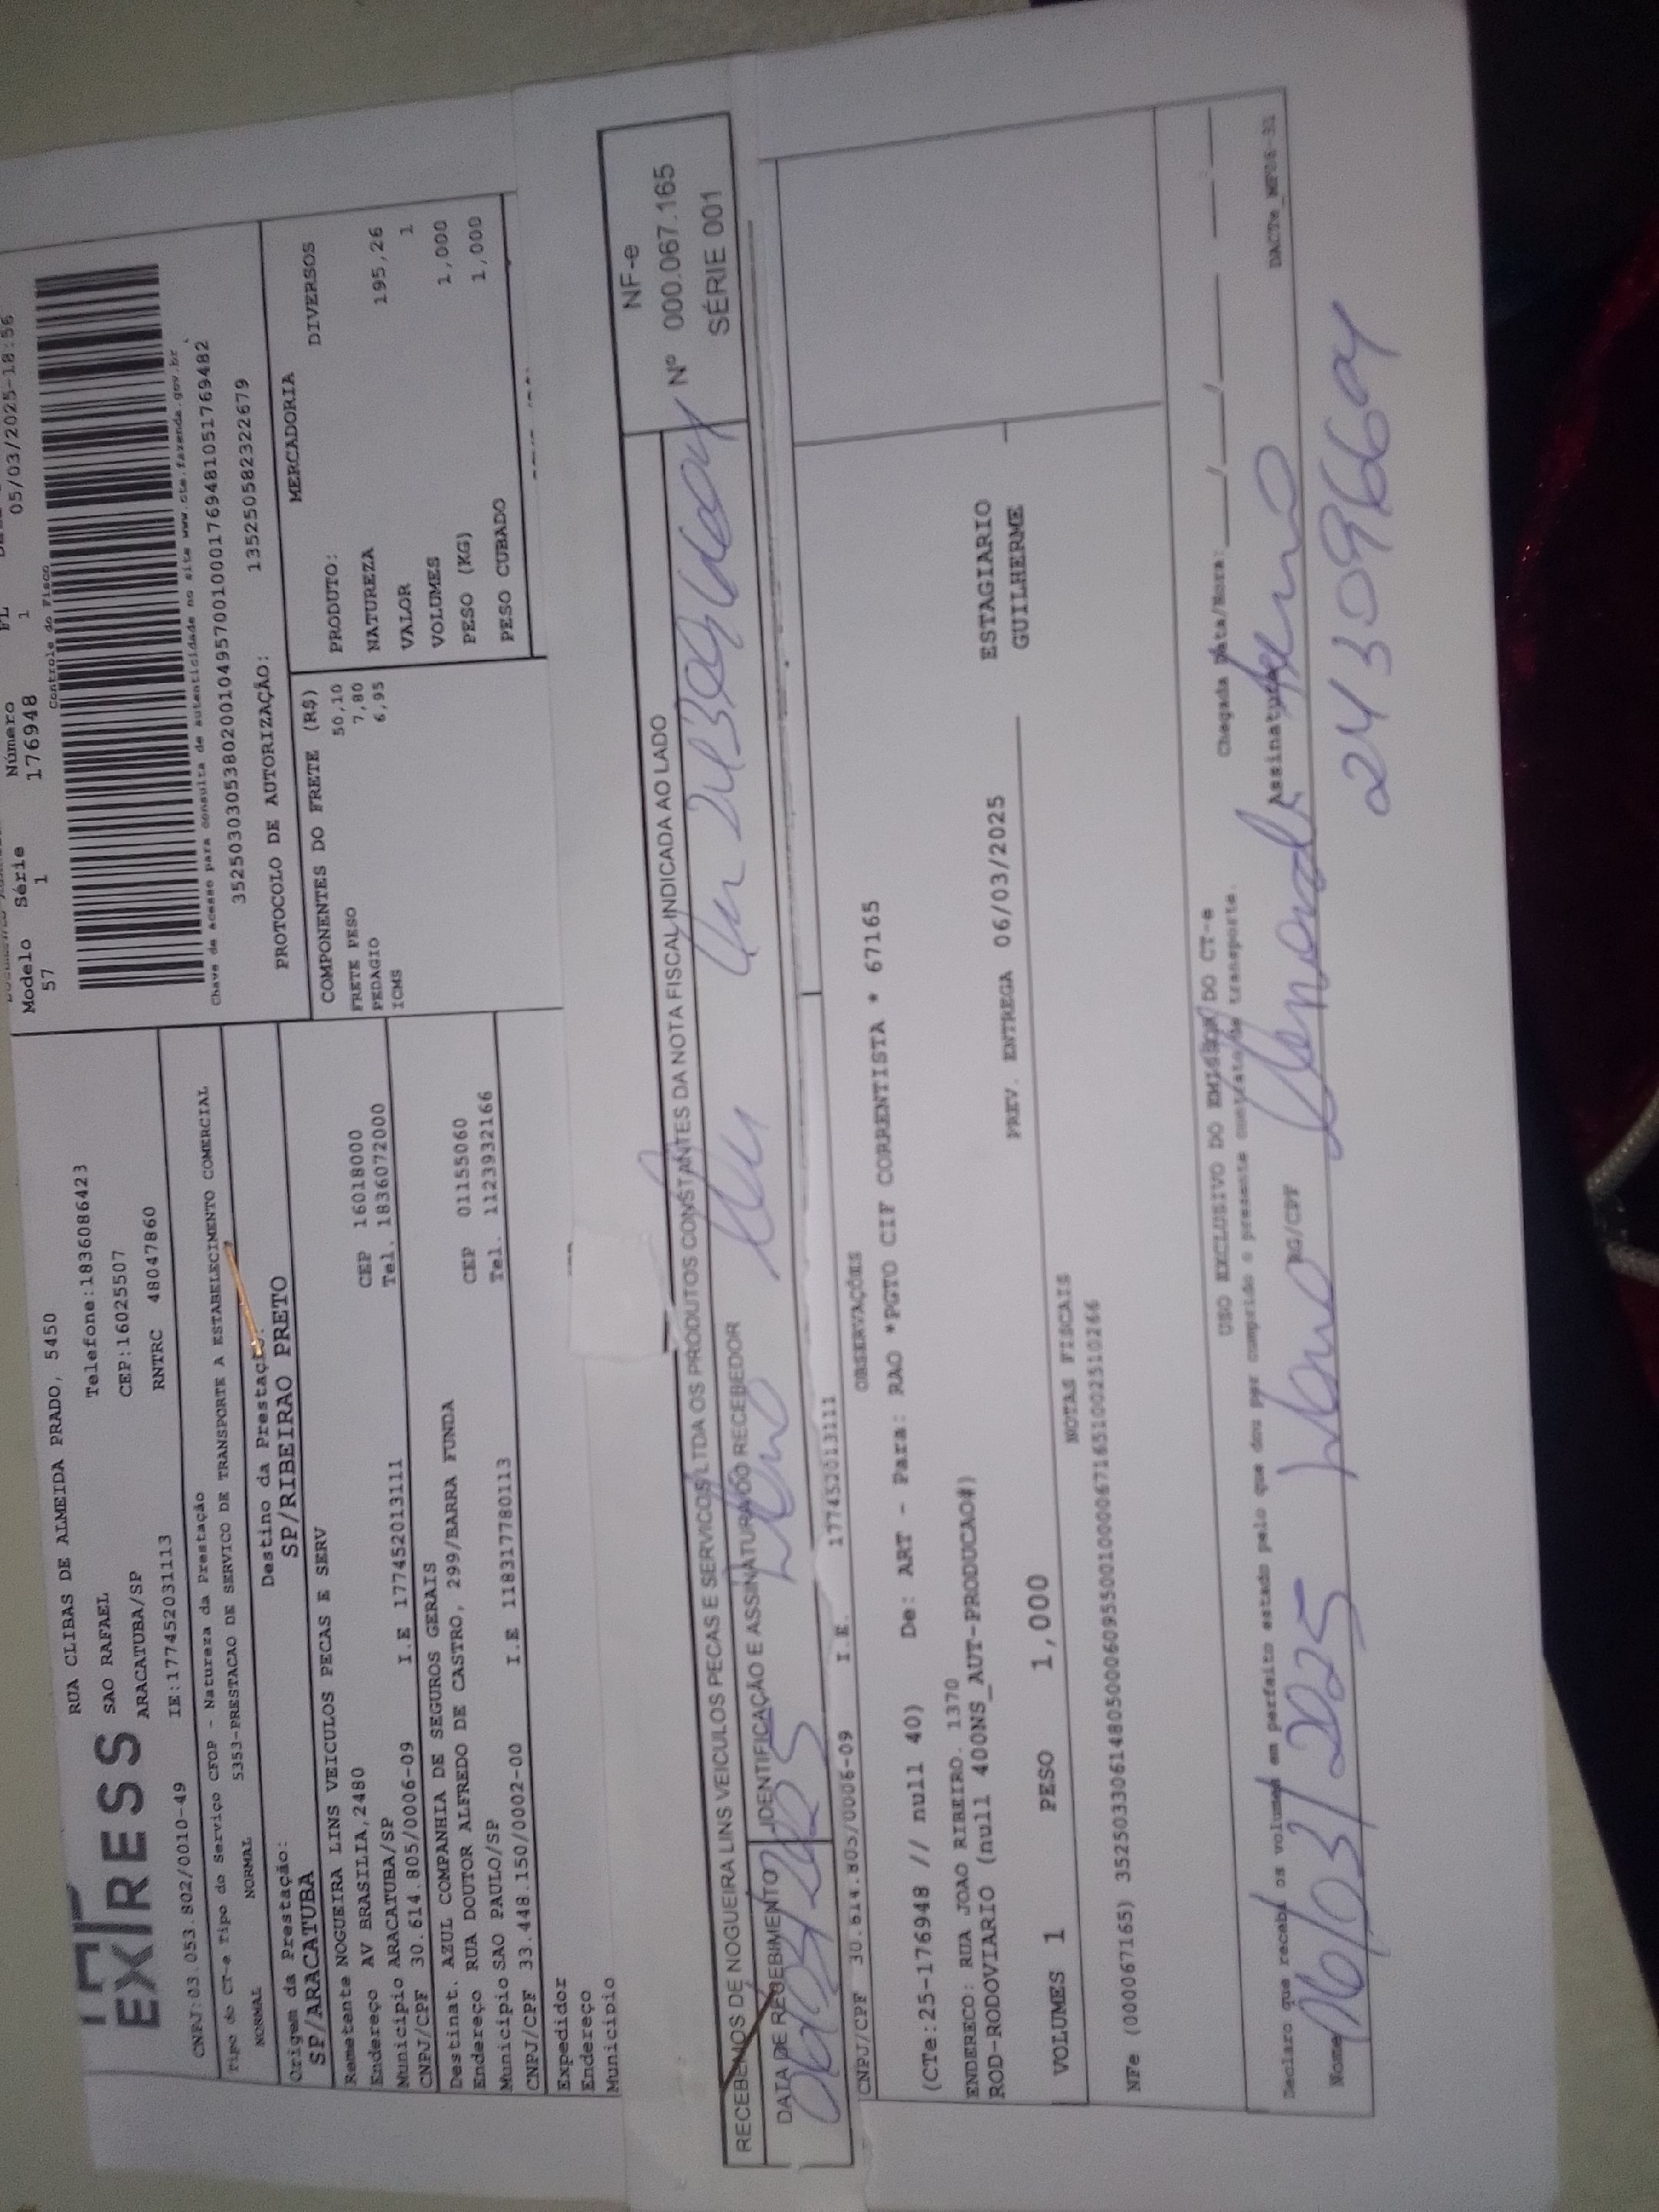 EXPRESS
RUA CLIBAS DE ALMEIDA PRADO, 5450
Telefone:1836086423
SAO RAFAEL
CEP:16025507
ARACATUBA/SP
RNTRC 48047860
CNPJ:03.053.802/0010-49 IE:177452031113
Modelo Série Número FL
57 1 176948 1 05/03/2025-18:56
Controle do Fisco
Chave de acesso para consulta de autenticidade no site www.cte.fazenda.gov.br
35250303053802001049570010001769481051769482
PROTOCOLO DE AUTORIZAÇÃO: 135250582322679
Tipo do CT-e Tipo do Serviço CFOP - Natureza da Prestação
NORMAL NORMAL 5353-PRESTACAO DE SERVICO DE TRANSPORTE A ESTABELECIMENTO COMERCIAL
Origem da Prestação: Destino da Prestação
SP/ARACATUBA SP/RIBEIRAO PRETO
COMPONENTES DO FRETE (R$)
FRETE PESO 50,10
PEDAGIO 7,80
ICMS 6,95
MERCADORIA
PRODUTO: DIVERSOS
NATUREZA
VALOR 195,26
VOLUMES 1
PESO (KG) 1,000
PESO CUBADO 1,000
Remetente NOGUEIRA LINS VEICULOS PECAS E SERV
Endereço AV BRASILIA,2480 CEP 16018000
Município ARACATUBA/SP Tel. 1836072000
CNPJ/CPF 30.614.805/0006-09 I.E 177452013111
Destinat. AZUL COMPANHIA DE SEGUROS GERAIS
Endereço RUA DOUTOR ALFREDO DE CASTRO, 299/BARRA FUNDA CEP 01155060
Município SAO PAULO/SP Tel. 1123932166
CNPJ/CPF 33.448.150/0002-00 I.E 118317780113
Expedidor
Endereço
Município
RECEBEMOS DE NOGUEIRA LINS VEICULOS PECAS E SERVICOS LTDA OS PRODUTOS CONSTANTES DA NOTA FISCAL INDICADA AO LADO
DATA DE RECEBIMENTO IDENTIFICAÇÃO E ASSINATURA DO RECEBEDOR
NF-e
Nº 000.067.165
SÉRIE 001
CNPJ/CPF 30.614.805/0006-09 I.E. 177452013111
OBSERVAÇÕES
(CTe:25-176948 // null 40) De: ART - Para: RAO *PGTO CIF CORRENTISTA * 67165
ENDERECO: RUA JOAO RIBEIRO. 1370
ROD-RODOVIARIO (null 400NS_AUT-PRODUCAO#)
ESTAGIARIO
GUILHERME
VOLUMES 1 PESO 1,000 PREV. ENTREGA 06/03/2025
NOTAS FISCAIS
NFe (000067165) 35250330614805000609550010000671651002510266
USO EXCLUSIVO DO EMISSOR DO CT-e
Declaro que recebi os volumes em perfeito estado pelo que dou por cumprido o presente contrato de transporte.
Chegada Data/Hora: __/__/__ __:__
Nome RG/CPF Assinatura
06/03/2025
243096604
DACTe_MF06-31